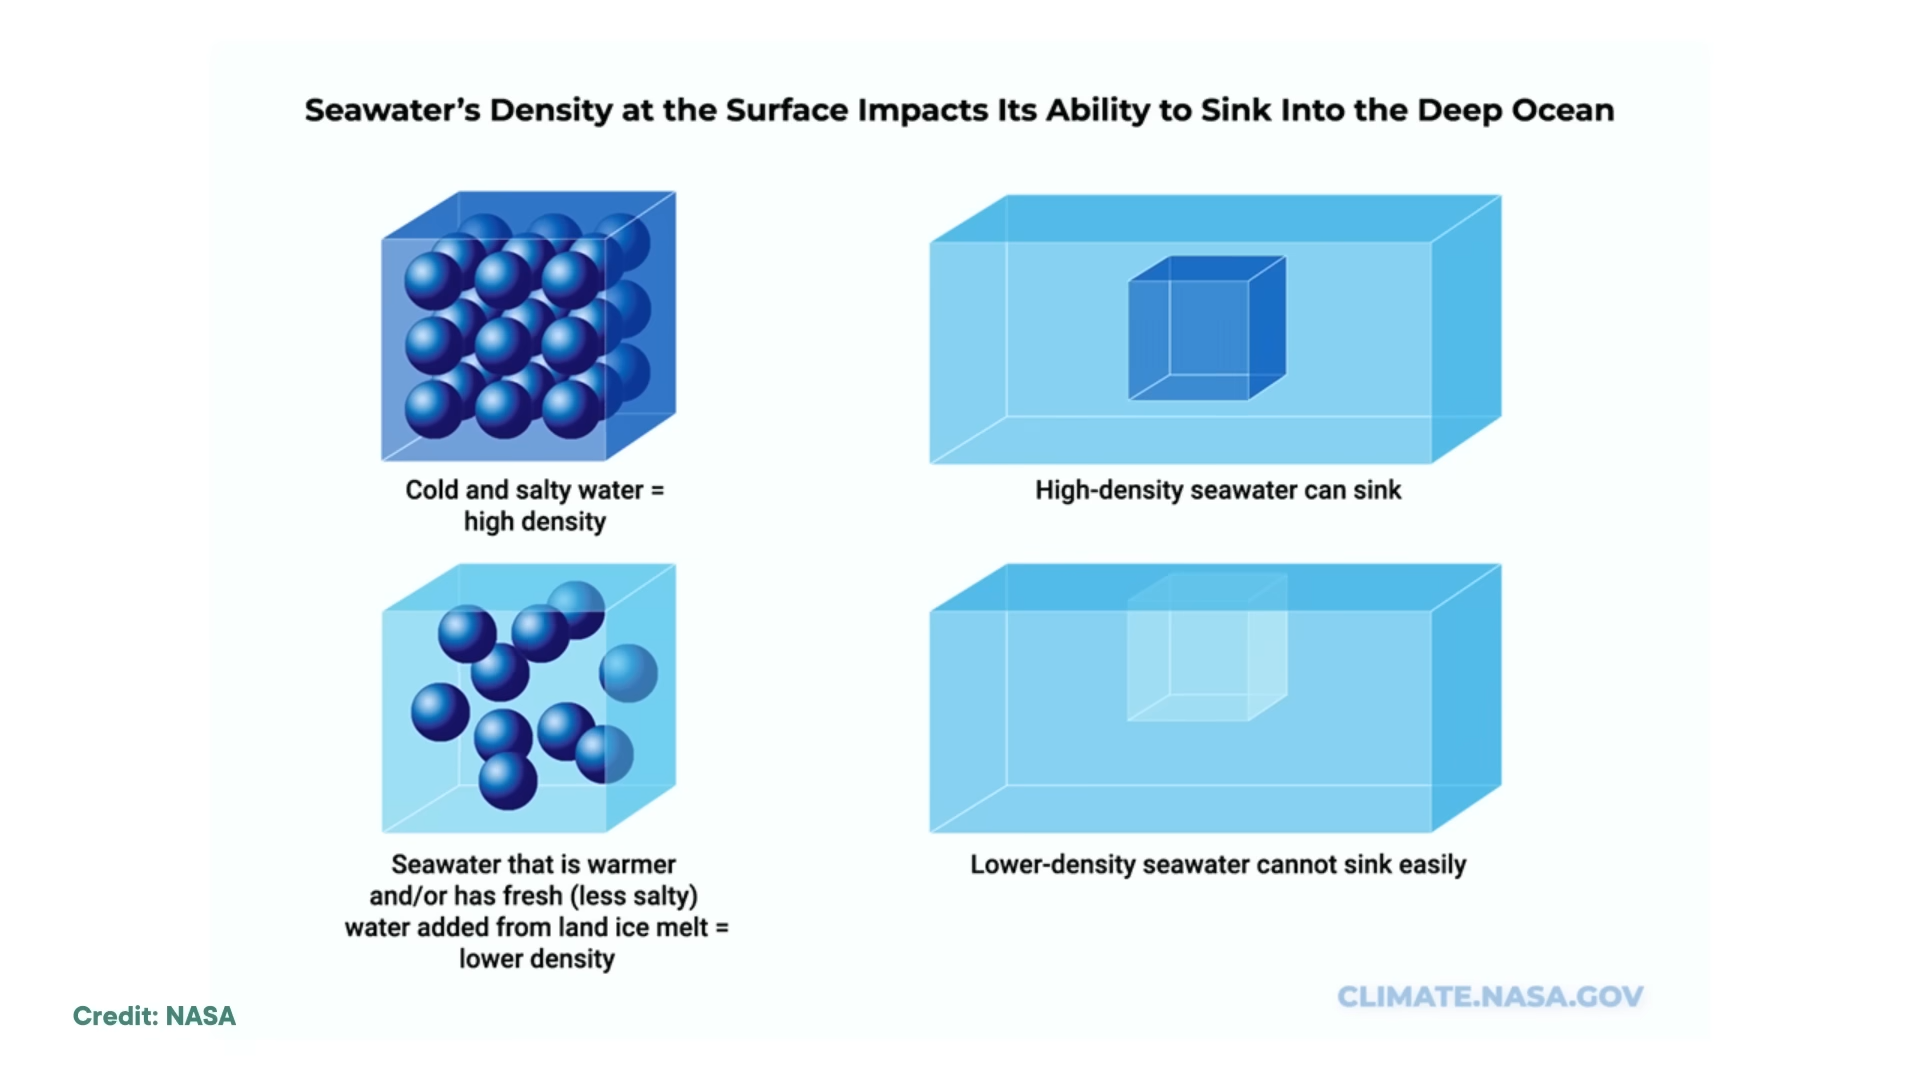 Seawater’s Density at the Surface Impacts Its Ability to Sink Into the Deep Ocean
Cold and salty water =
high density
High-density seawater can sink
Seawater that is warmer
and/or has fresh (less salty)
water added from land ice melt =
lower density
Lower-density seawater cannot sink easily
CLIMATE.NASA.GOV
Credit: NASA